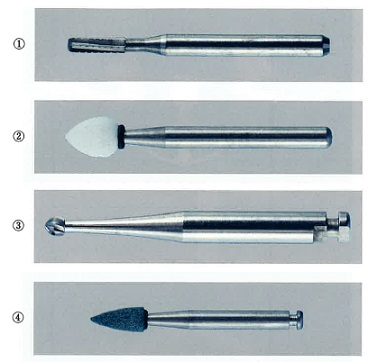 ①
②
③
④